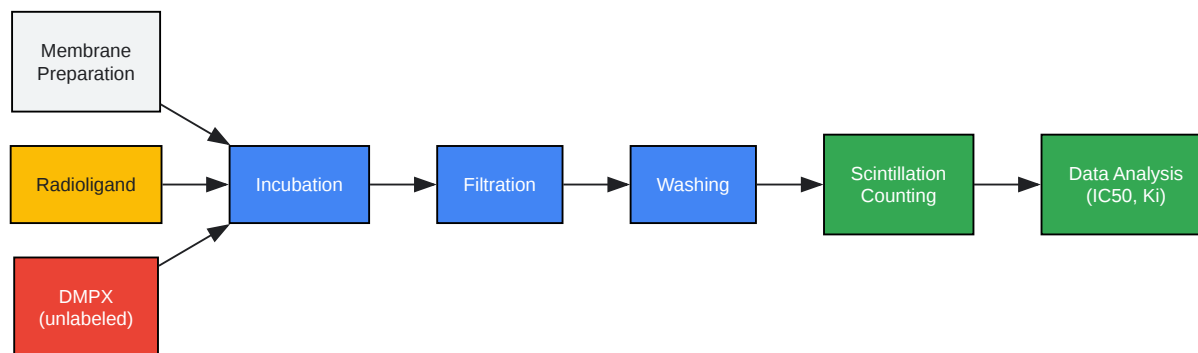 Membrane
Preparation
Radioligand
DMPX
(unlabeled)
Incubation
Filtration
Washing
Scintillation
Counting
Data Analysis
(IC50, Ki)